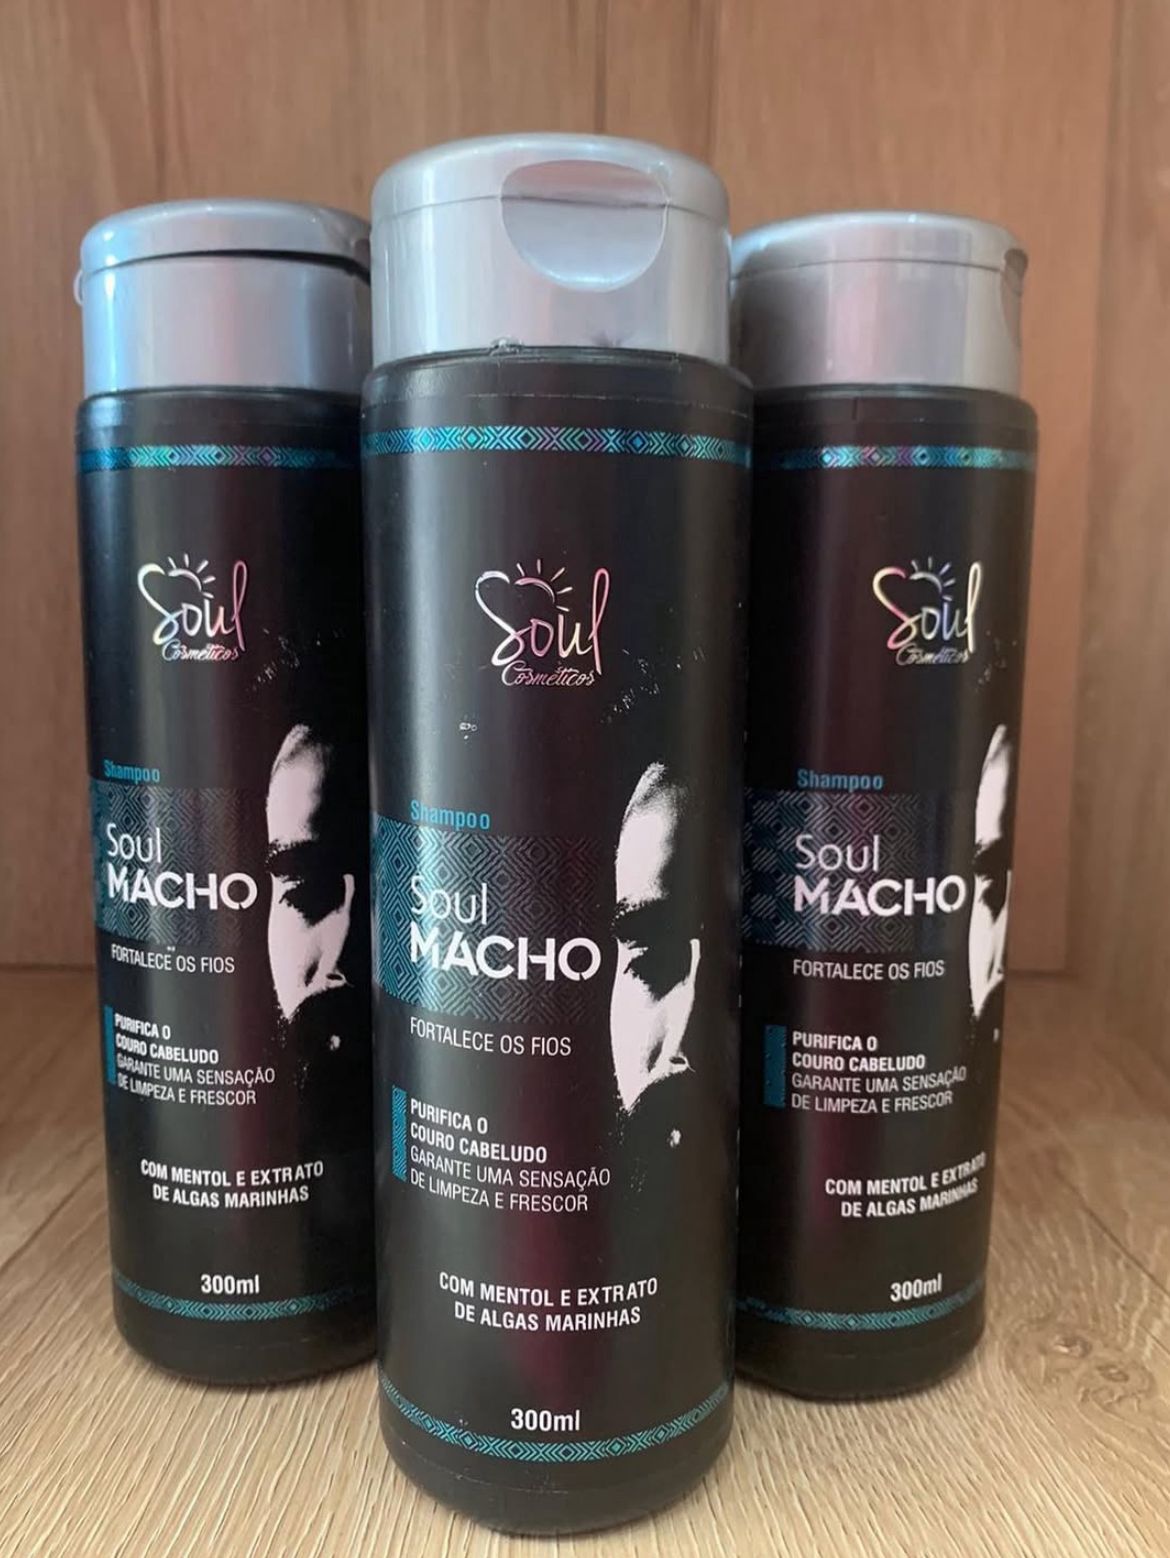 Soul
Cosméticos
Shampoo
Soul
MACHO
FORTALECE OS FIOS
PURIFICA O
COURO CABELUDO
GARANTE UMA SENSAÇÃO
DE LIMPEZA E FRESCOR
COM MENTOL E EXTRATO
DE ALGAS MARINHAS
300ml
Soul
Cosméticos
Shampoo
Soul
MACHO
FORTALECE OS FIOS
PURIFICA O
COURO CABELUDO
GARANTE UMA SENSAÇÃO
DE LIMPEZA E FRESCOR
COM MENTOL E EXTRATO
DE ALGAS MARINHAS
300ml
Soul
Cosméticos
Shampoo
Soul
MACHO
FORTALECE OS FIOS
PURIFICA O
COURO CABELUDO
GARANTE UMA SENSAÇÃO
DE LIMPEZA E FRESCOR
COM MENTOL E EXTRATO
DE ALGAS MARINHAS
300ml